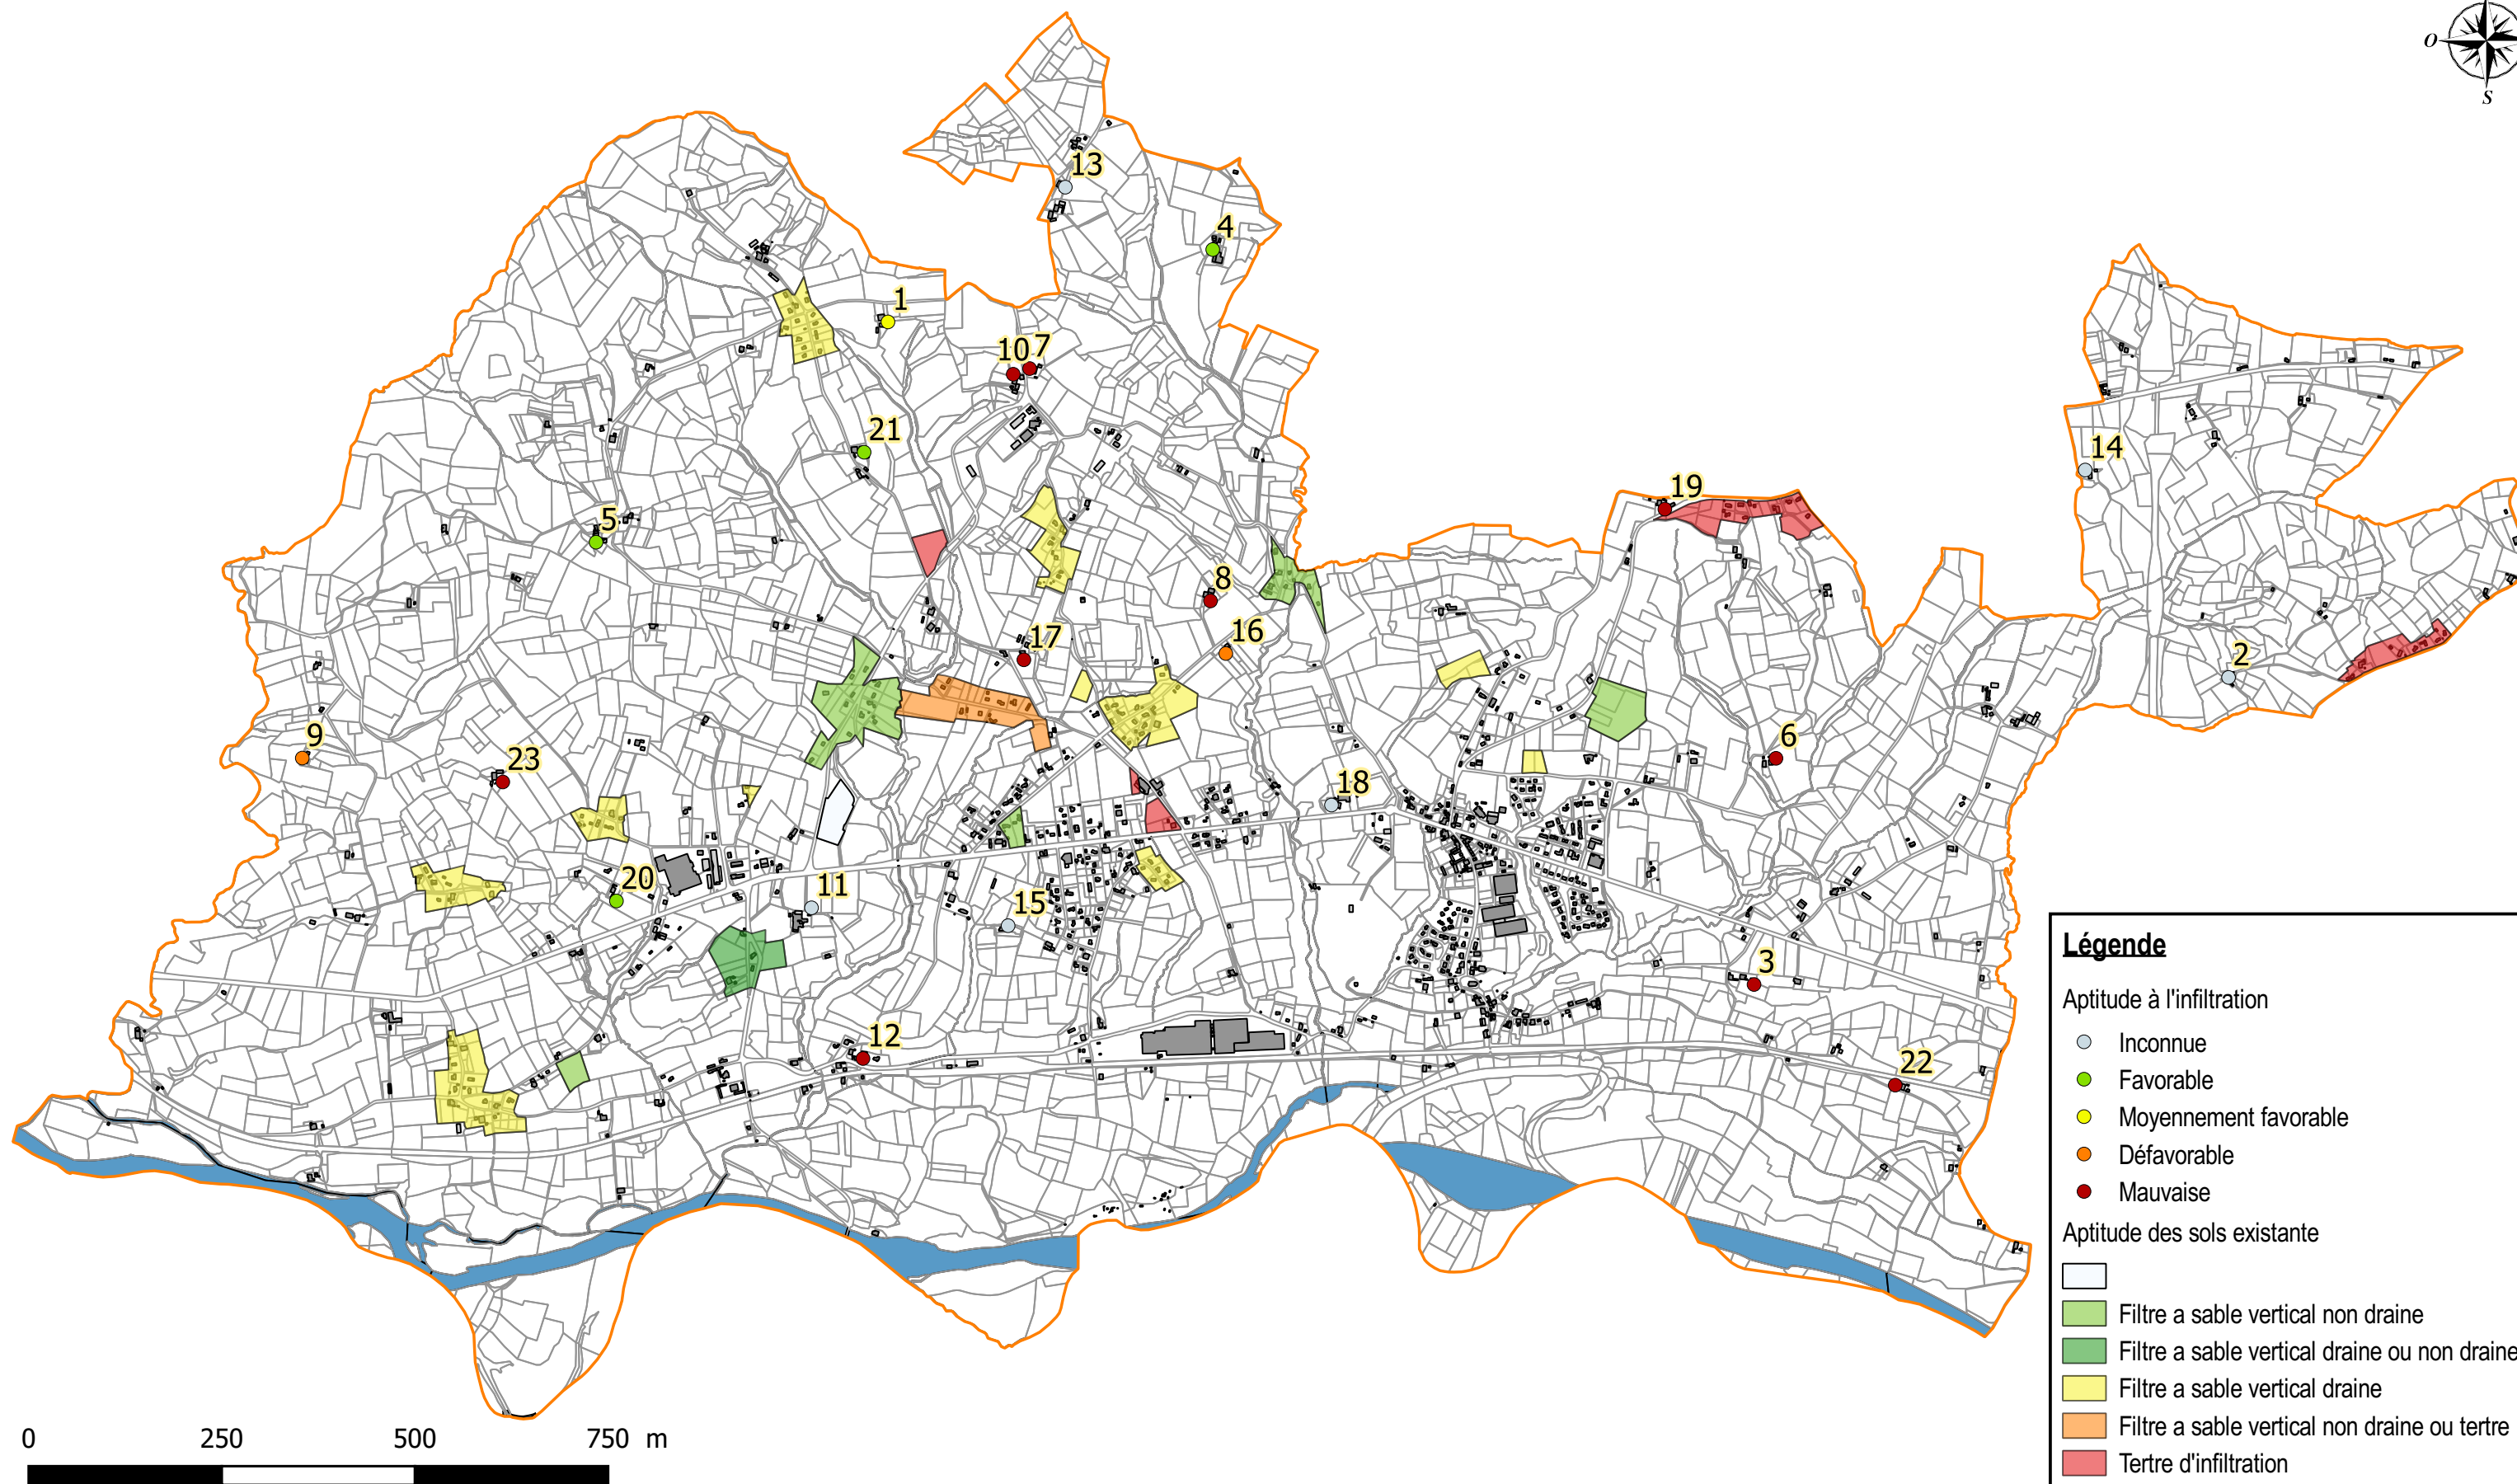 O
S
13
4
1
10 7
21
14
19
5
8
16
17
2
9
23
6
18
20
11
15
3
12
22
Légende
Aptitude à l'infiltration
Inconnue
Favorable
Moyennement favorable
Défavorable
Mauvaise
Aptitude des sols existante
Filtre a sable vertical non draine
Filtre a sable vertical draine ou non draine
Filtre a sable vertical draine
Filtre a sable vertical non draine ou tertre
Tertre d'infiltration
0 250 500 750 m